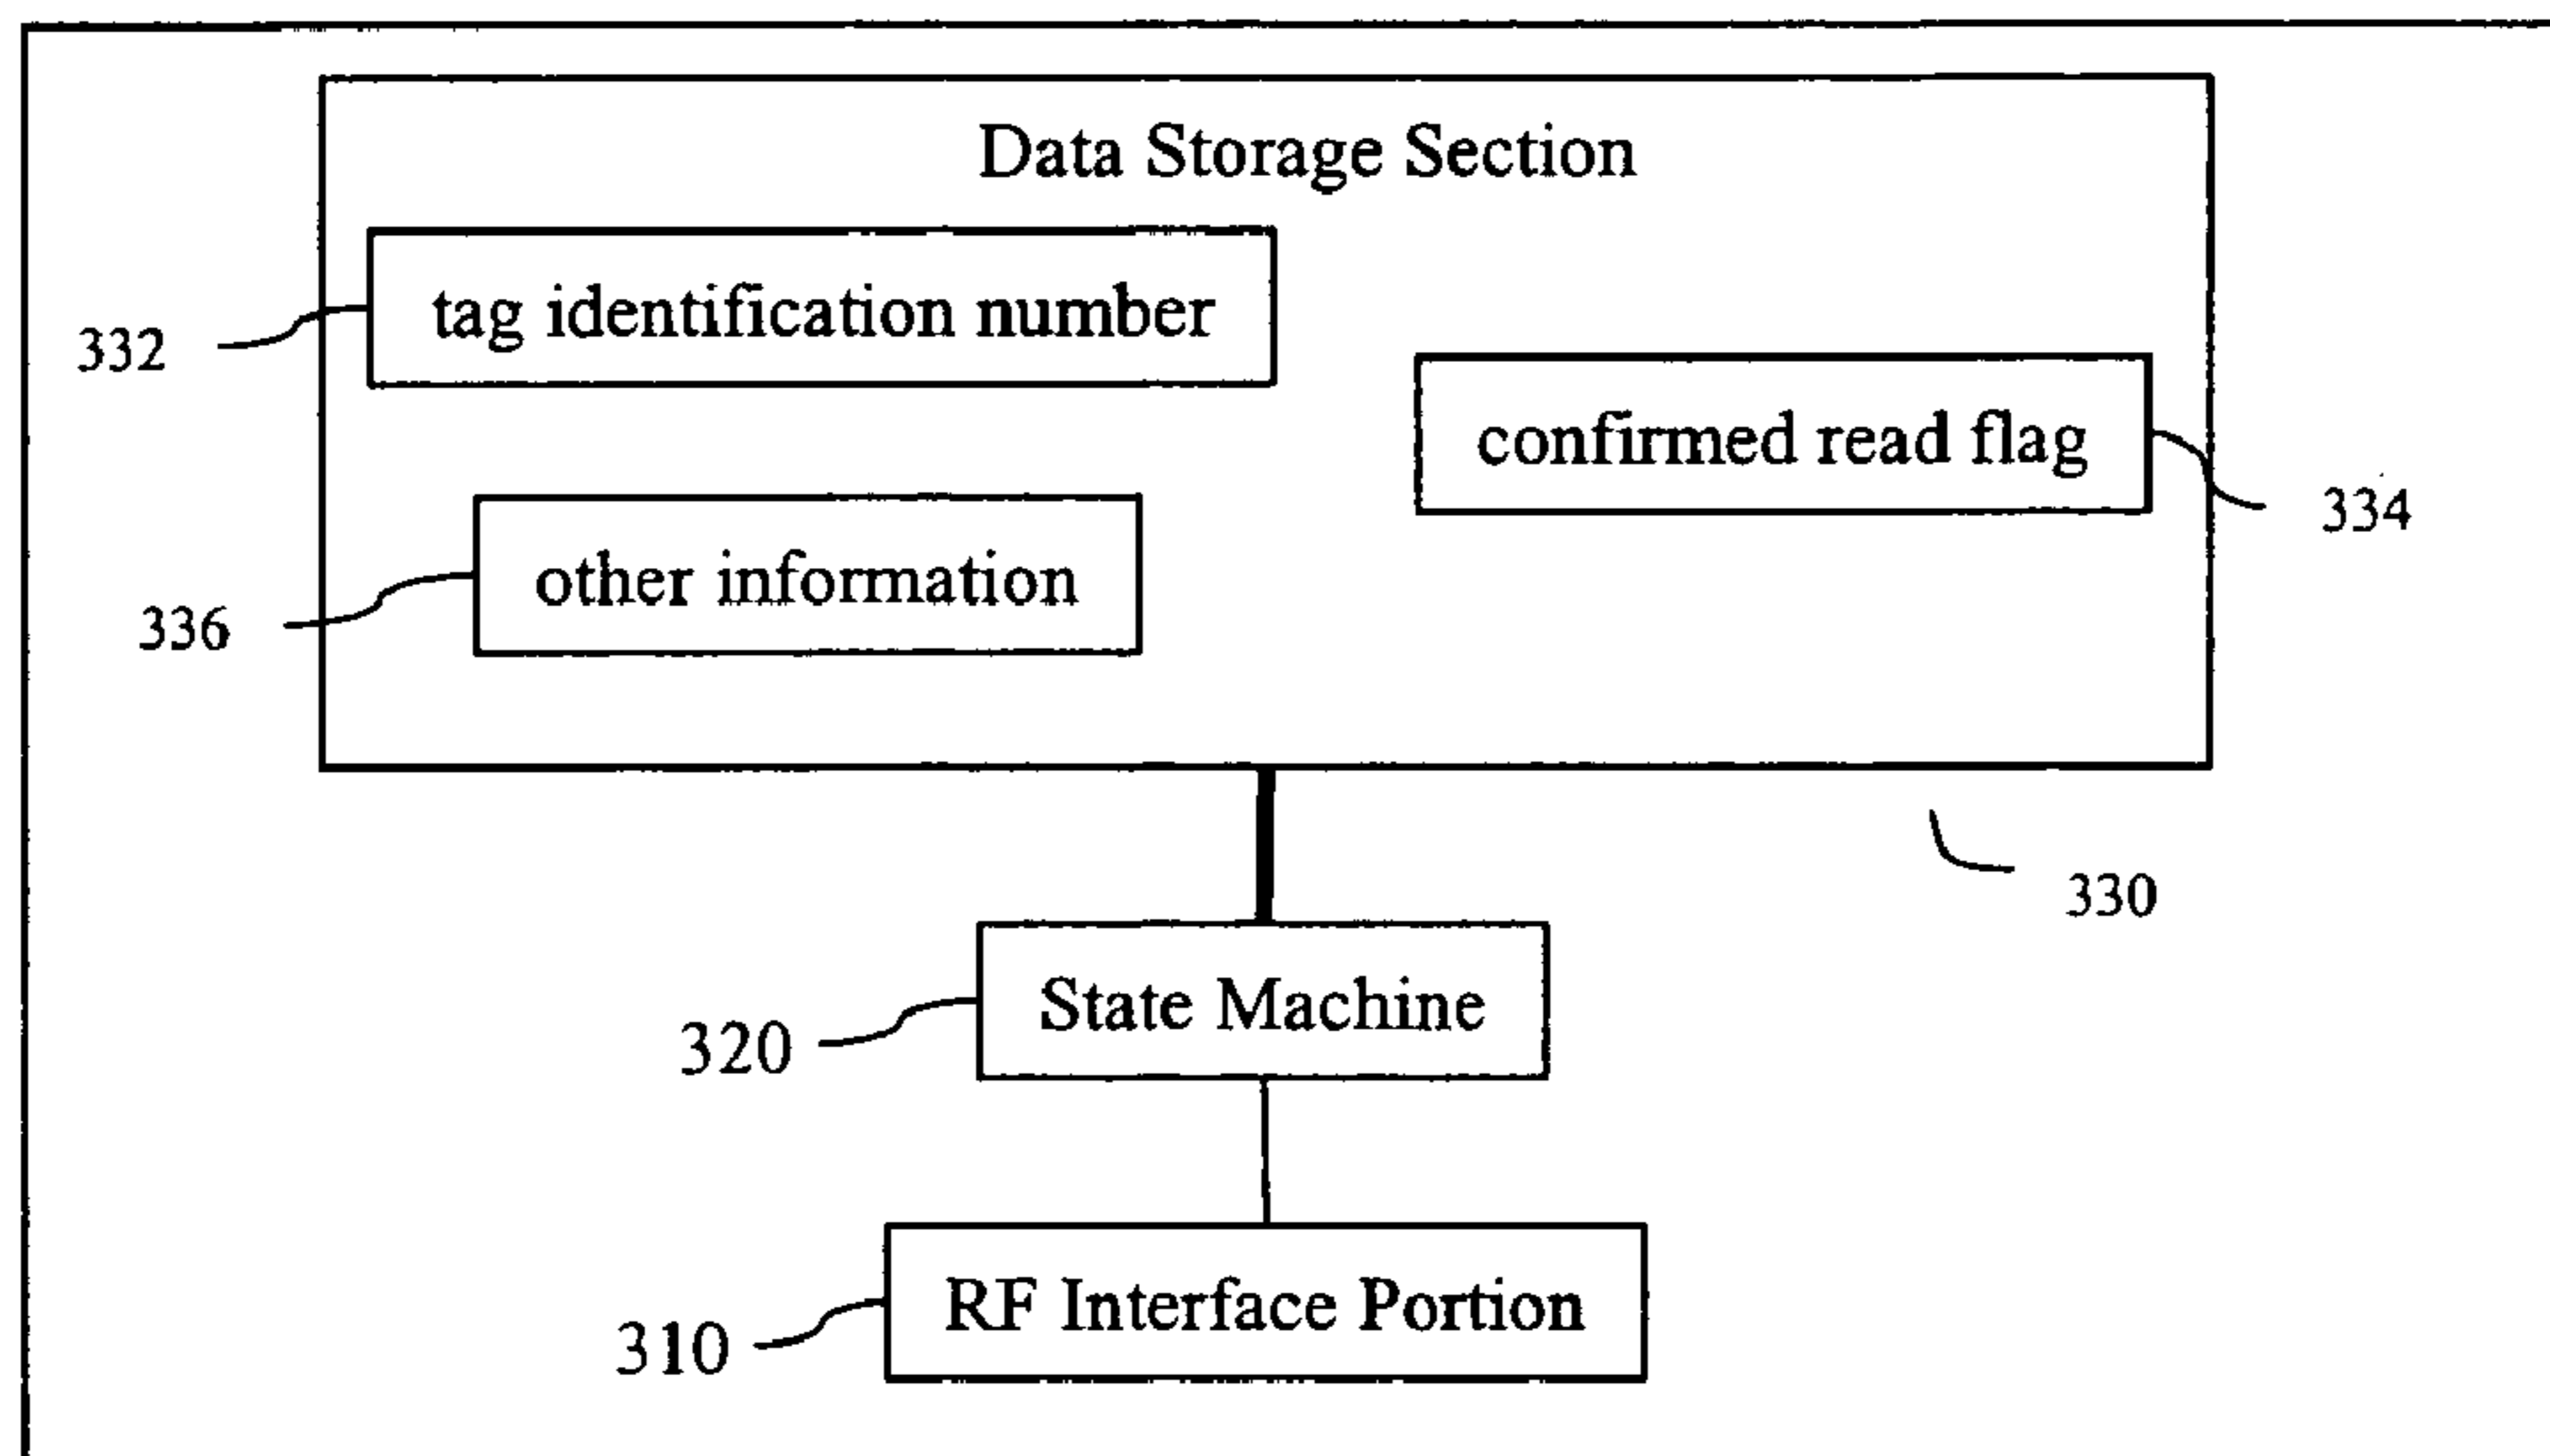 Data Storage Section
tag identification number
332
confirmed read flag
334
other information
336
330
State Machine
320
RF Interface Portion
310